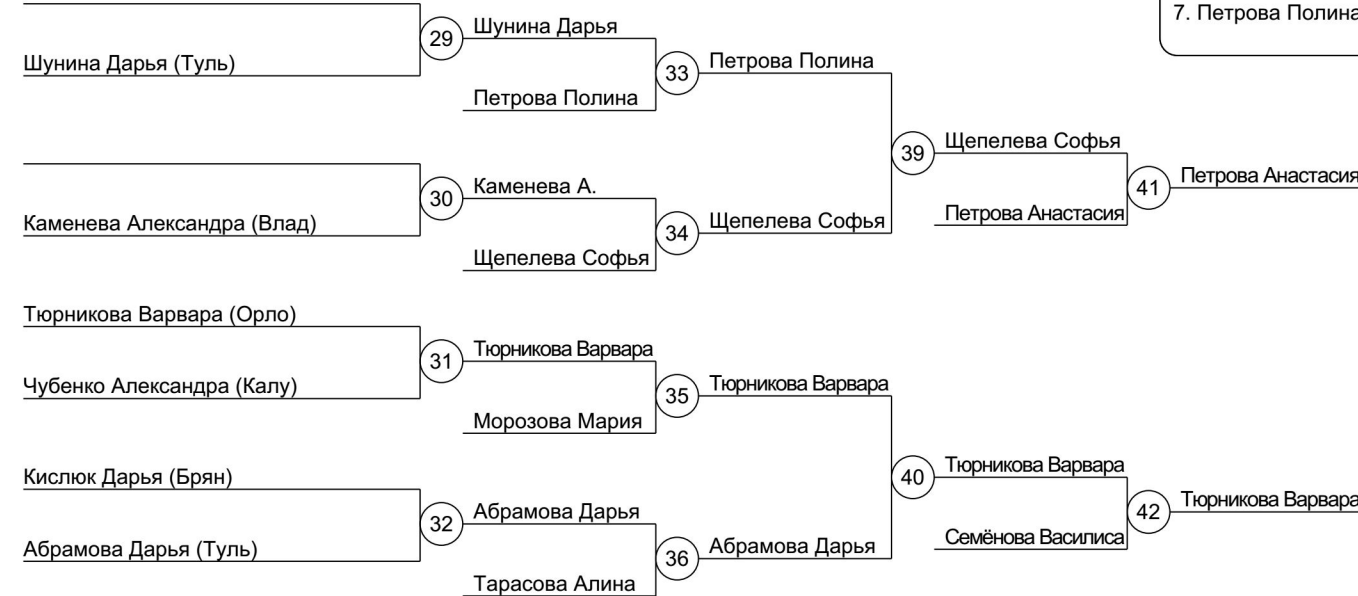 7. Петрова Полина
Шунина Дарья (Туль)
29
Шунина Дарья
Петрова Полина
33
Петрова Полина
Каменева Александра (Влад)
30
Каменева А.
Щепелева Софья
34
Щепелева Софья
39
Щепелева Софья
Петрова Анастасия
41
Петрова Анастасия
Тюрникова Варвара (Орло)
Чубенко Александра (Калу)
31
Тюрникова Варвара
Морозова Мария
35
Тюрникова Варвара
Кислюк Дарья (Брян)
Абрамова Дарья (Туль)
32
Абрамова Дарья
Тарасова Алина
36
Абрамова Дарья
40
Тюрникова Варвара
Семёнова Василиса
42
Тюрникова Варвара